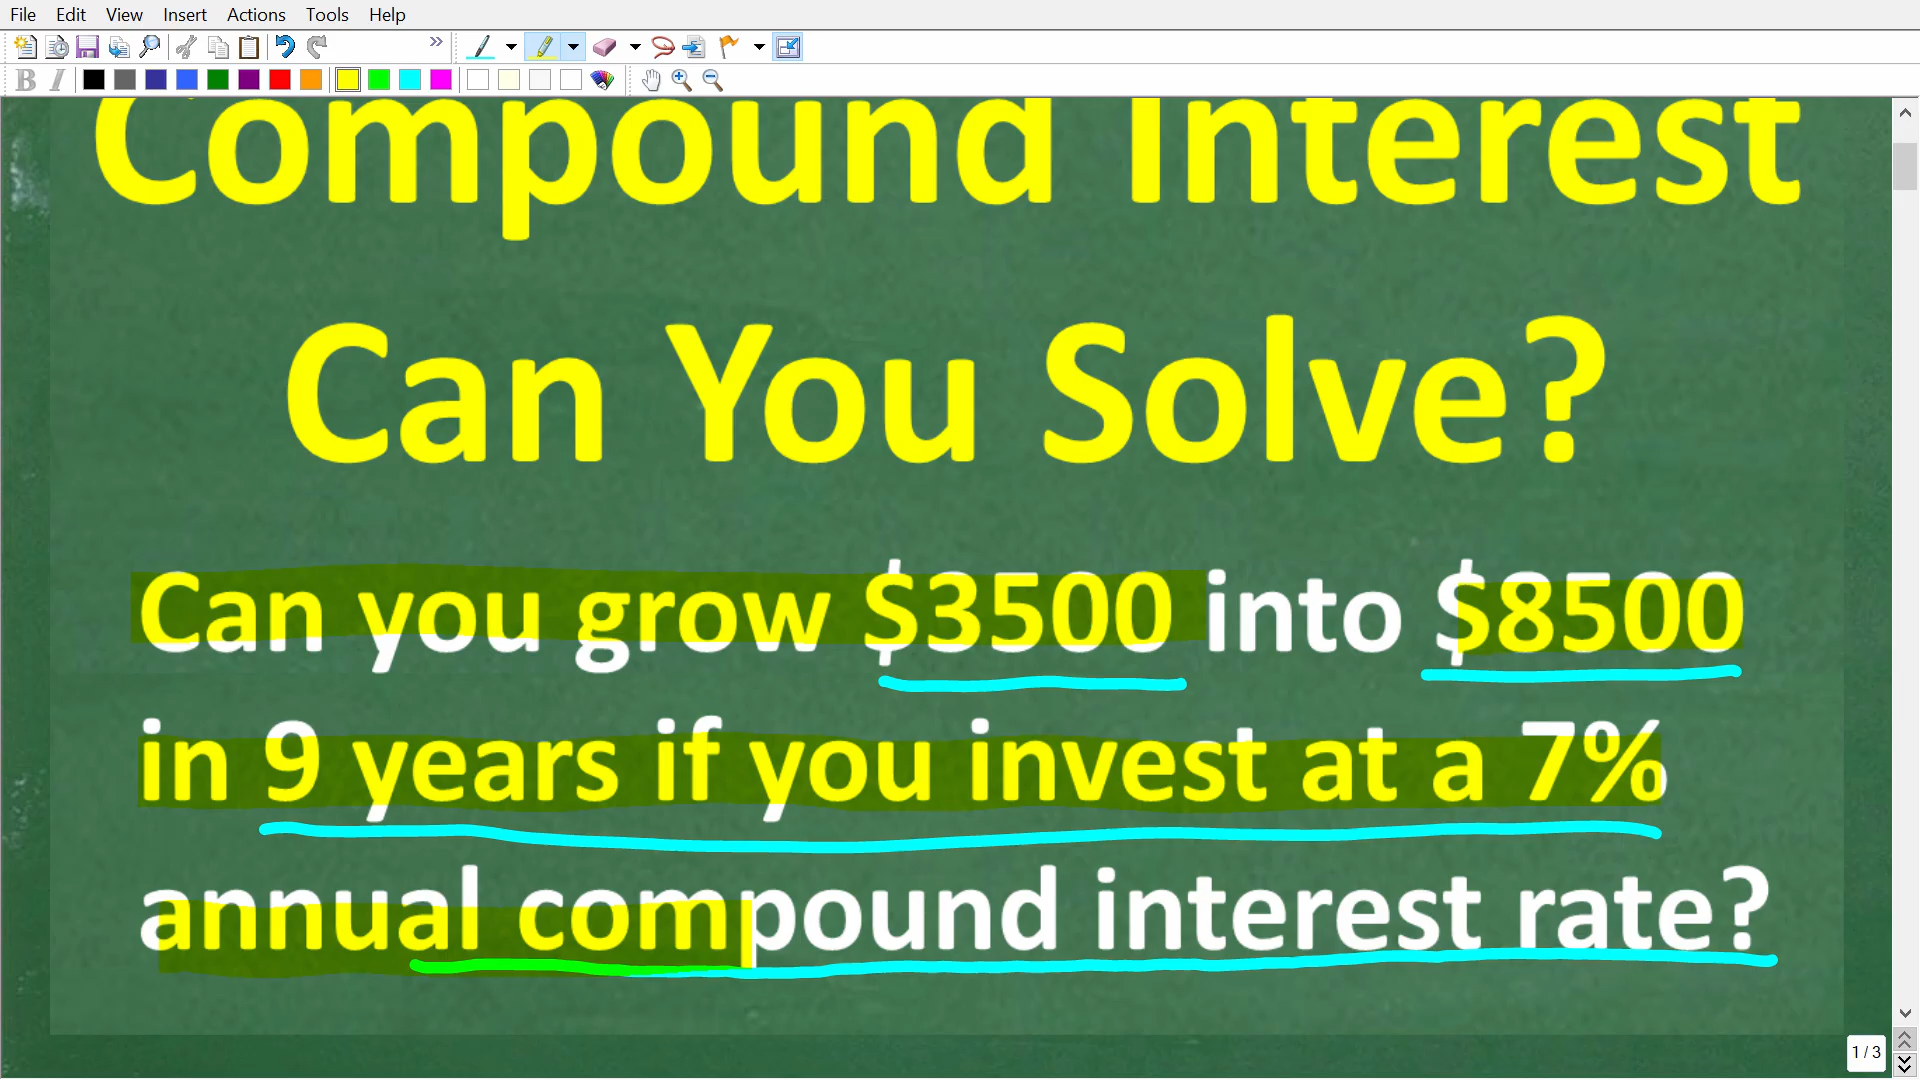 File Edit View Insert Actions Tools Help
B I
Compound Interest
Can You Solve?
Can you grow $3500 into $8500
in 9 years if you invest at a 7%
annual compound interest rate?
1 / 3